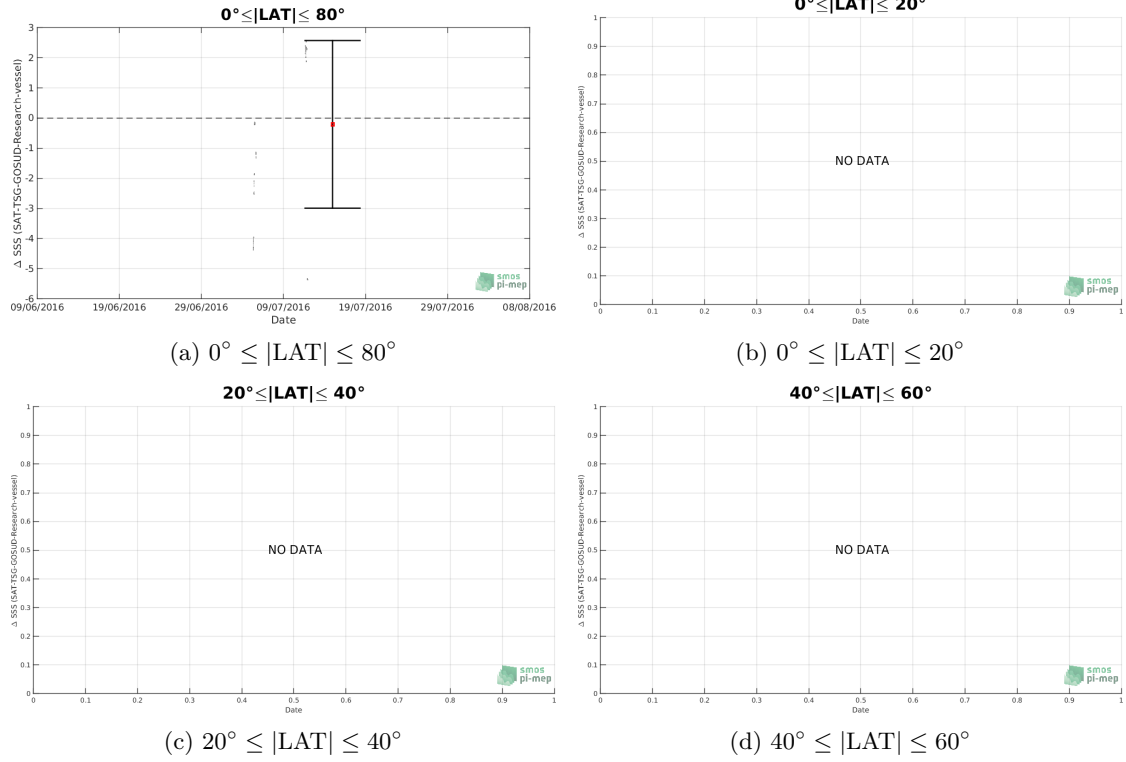 0°≤|LAT|≤ 80°
3
2
1
0
-1
-2
-3
-4
-5
-6
Δ SSS (SAT-TSG-GOSUD-Research-vessel)
09/06/2016 19/06/2016 29/06/2016 09/07/2016 19/07/2016 29/07/2016 08/08/2016
Date
smos
pi-mep
(a) 0° ≤ |LAT| ≤ 80°
0°≤|LAT|≤ 20°
1
0.9
0.8
0.7
0.6
0.5
0.4
0.3
0.2
0.1
0
Δ SSS (SAT-TSG-GOSUD-Research-vessel)
NO DATA
0 0.1 0.2 0.3 0.4 0.5 0.6 0.7 0.8 0.9 1
Date
smos
pi-mep
(b) 0° ≤ |LAT| ≤ 20°
20°≤|LAT|≤ 40°
1
0.9
0.8
0.7
0.6
0.5
0.4
0.3
0.2
0.1
0
Δ SSS (SAT-TSG-GOSUD-Research-vessel)
NO DATA
0 0.1 0.2 0.3 0.4 0.5 0.6 0.7 0.8 0.9 1
Date
smos
pi-mep
(c) 20° ≤ |LAT| ≤ 40°
40°≤|LAT|≤ 60°
1
0.9
0.8
0.7
0.6
0.5
0.4
0.3
0.2
0.1
0
Δ SSS (SAT-TSG-GOSUD-Research-vessel)
NO DATA
0 0.1 0.2 0.3 0.4 0.5 0.6 0.7 0.8 0.9 1
Date
smos
pi-mep
(d) 40° ≤ |LAT| ≤ 60°